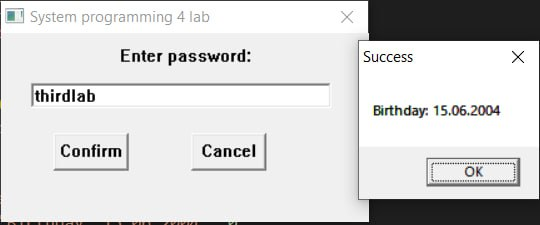 System programming 4 lab
Enter password:
thirdlab
Confirm
Cancel
Success
Birthday: 15.06.2004
OK